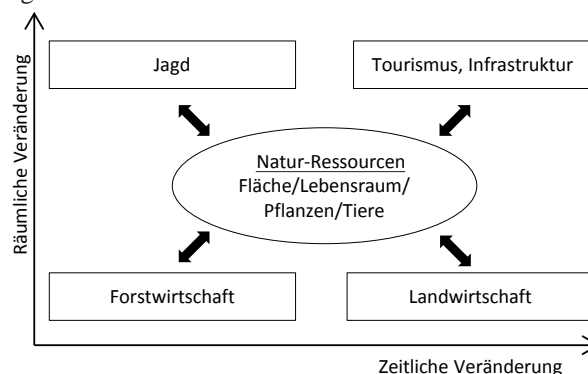 Jagd
Tourismus, Infrastruktur
Räumliche Veränderung
Natur-Ressourcen
Fläche/Lebensraum/
Pflanzen/Tiere
Forstwirtschaft
Landwirtschaft
Zeitliche Veränderung